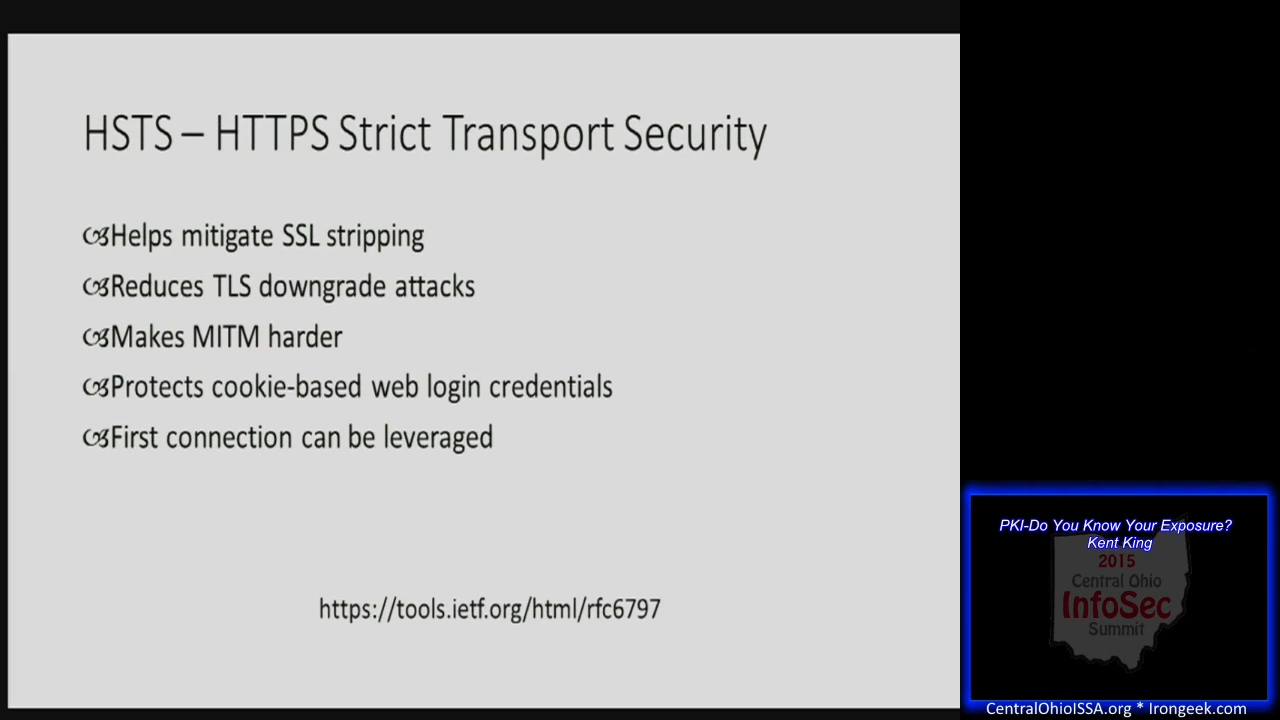 HSTS – HTTPS Strict Transport Security
Helps mitigate SSL stripping
Reduces TLS downgrade attacks
Makes MITM harder
Protects cookie-based web login credentials
First connection can be leveraged
https://tools.ietf.org/html/rfc6797
PKI-Do You Know Your Exposure?
Kent King
2015
Central Ohio
InfoSec
Summit
CentralOhioISSA.org * Irongeek.com